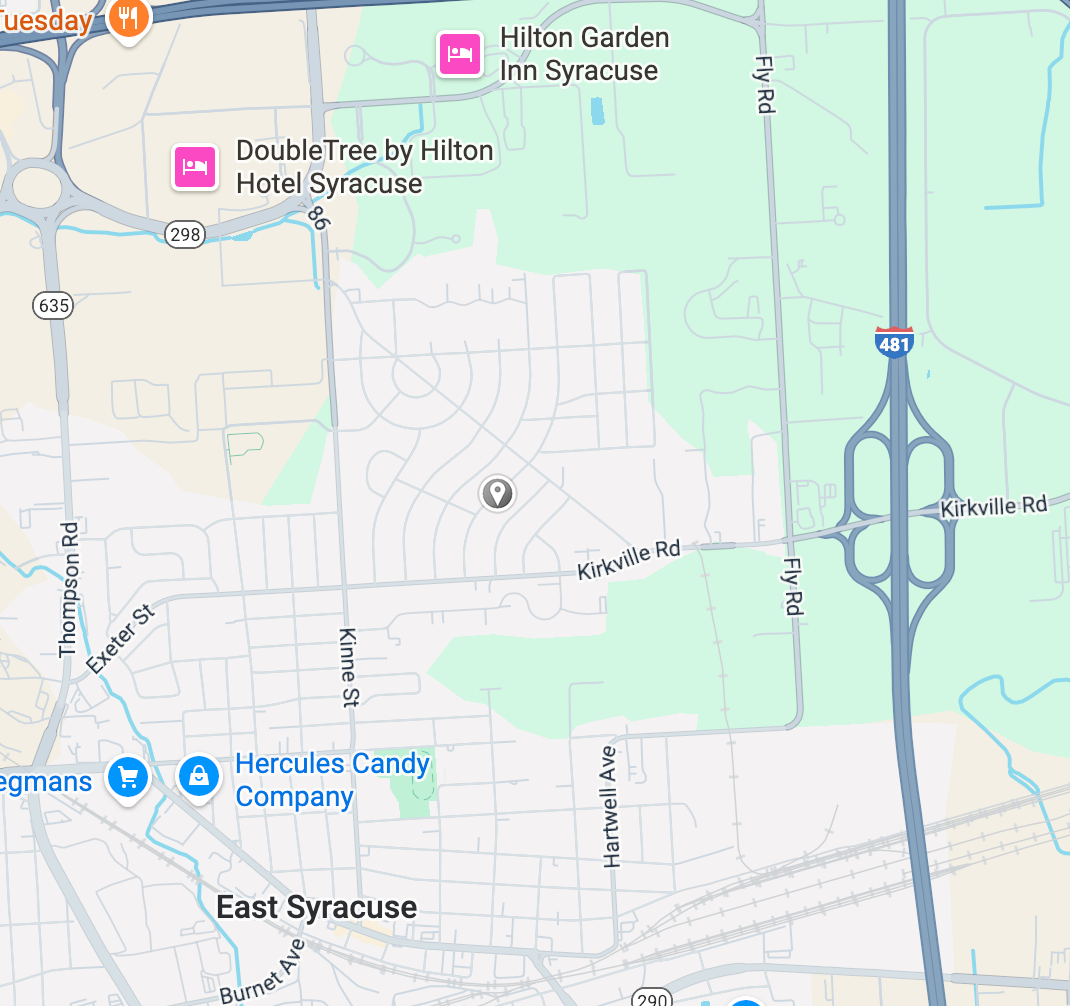 Tuesday
Hilton Garden
Inn Syracuse
Fly Rd
DoubleTree by Hilton
Hotel Syracuse
98
298
635
481
Kirkville Rd
Kirkville Rd
Thompson Rd
Fly Rd
Exeter St
Kinne St
Hercules Candy
Company
egmans
Hartwell Ave
East Syracuse
Burnet Ave
290